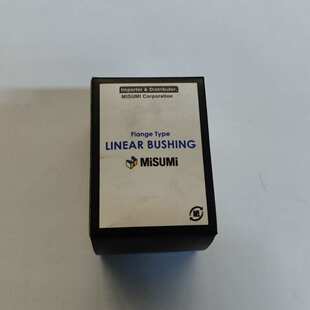 Importer & Distributor.
MISUMI Corporation
Flange Type
LINEAR BUSHING
MiSUMi